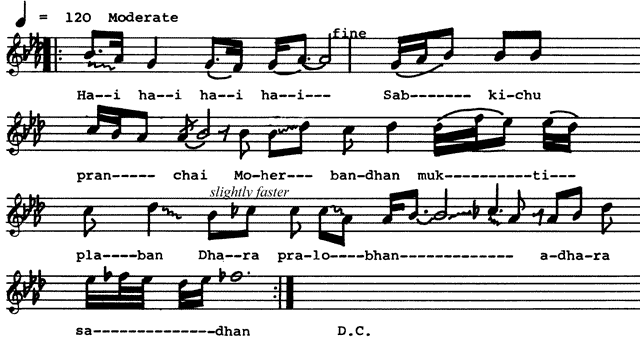 = 120 Moderate
fine
Ha--i ha--i ha--i ha--i--- Sab------- ki-chu
pran----- chai Mo-her--- ban-dhan muk----------ti---
slightly faster
pla----ban Dha--ra pra-lo--bhan------------- a-dha-ra
sa--------------dhan D.C.